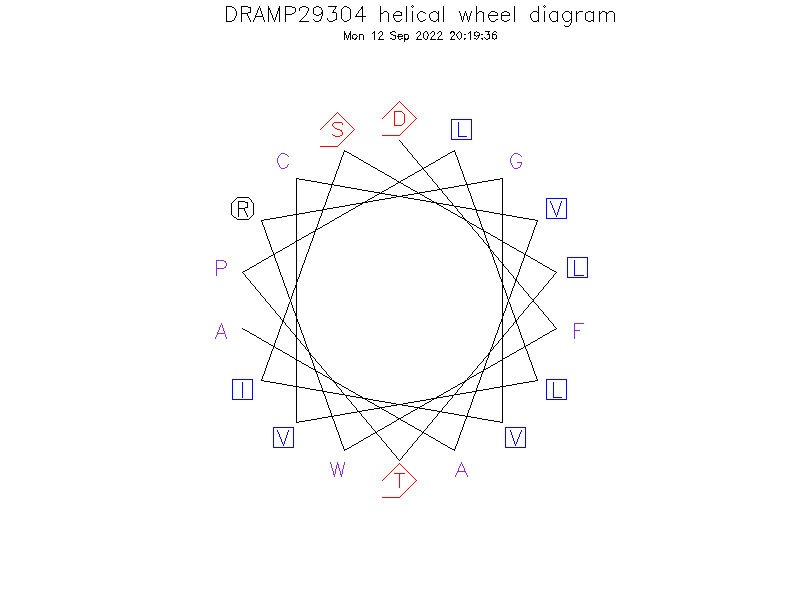 DRAMP29304 helical wheel diagram
Mon 12 Sep 2022 20:19:36
D
S
L
C
G
R
V
P
L
A
F
I
L
V
V
W
A
T